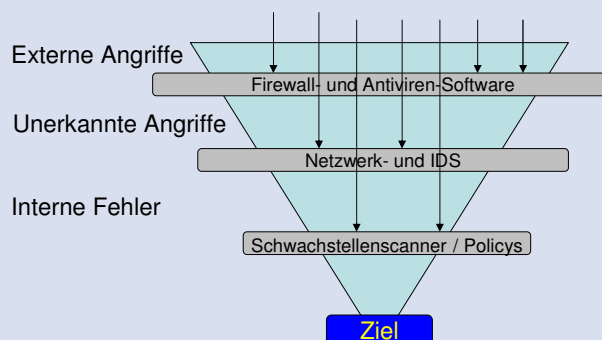 Externe Angriffe
Firewall- und Antiviren-Software
Unerkannte Angriffe
Netzwerk- und IDS
Interne Fehler
Schwachstellenscanner / Policys
Ziel